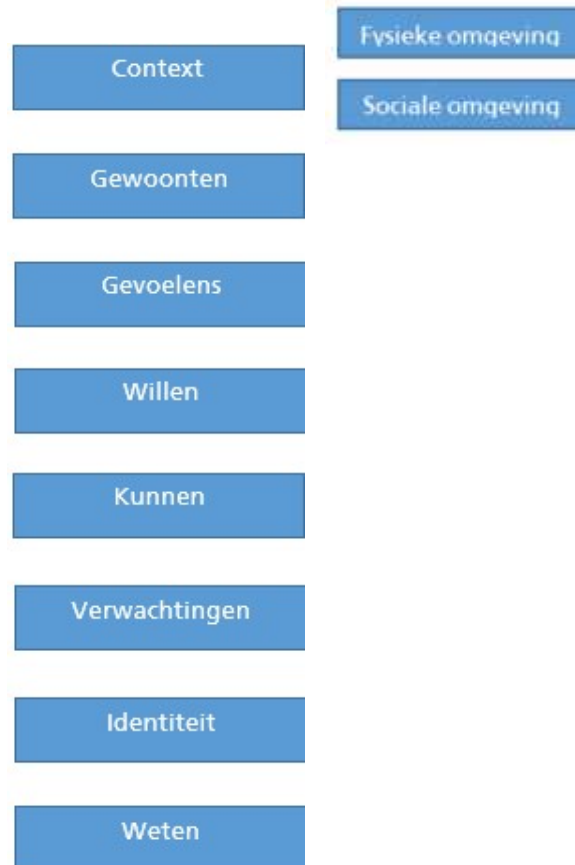 Context
Fysieke omgeving
Sociale omgeving
Gewoonten
Gevoelens
Willen
Kunnen
Verwachtingen
Identiteit
Weten